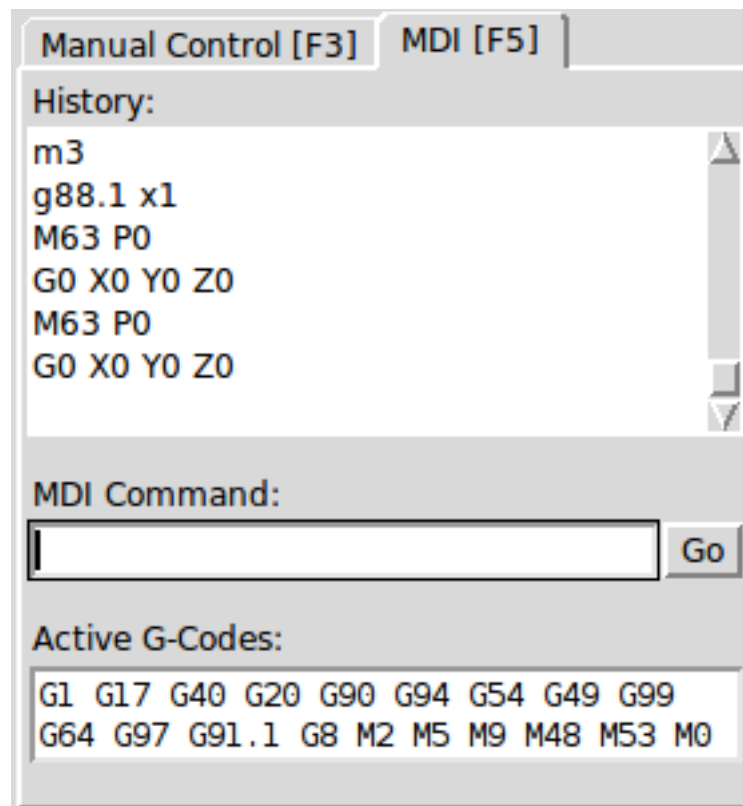 Manual Control [F3] MDI [F5]
History:
m3
g88.1 x1
M63 P0
G0 X0 Y0 Z0
M63 P0
G0 X0 Y0 Z0
MDI Command:
Go
Active G-Codes:
G1 G17 G40 G20 G90 G94 G54 G49 G99
G64 G97 G91.1 G8 M2 M5 M9 M48 M53 M0